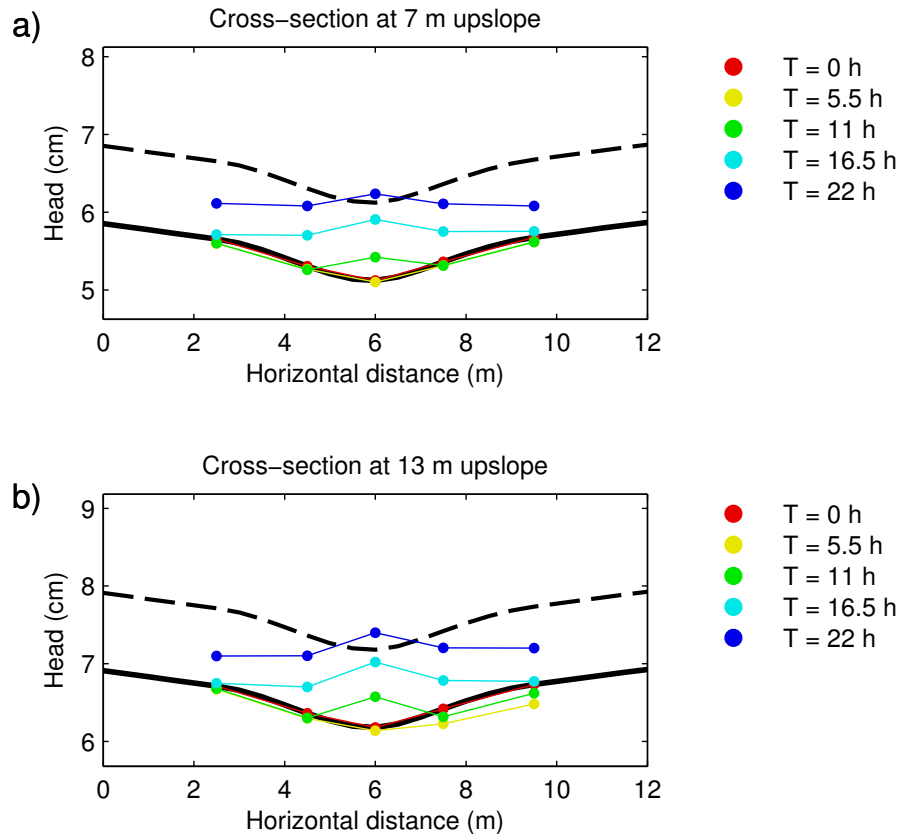 a)
Cross−section at 7 m upslope
8
7
6
5
Head (cm)
0 2 4 6 8 10 12
Horizontal distance (m)
T = 0 h
T = 5.5 h
T = 11 h
T = 16.5 h
T = 22 h
b)
Cross−section at 13 m upslope
9
8
7
6
Head (cm)
0 2 4 6 8 10 12
Horizontal distance (m)
T = 0 h
T = 5.5 h
T = 11 h
T = 16.5 h
T = 22 h